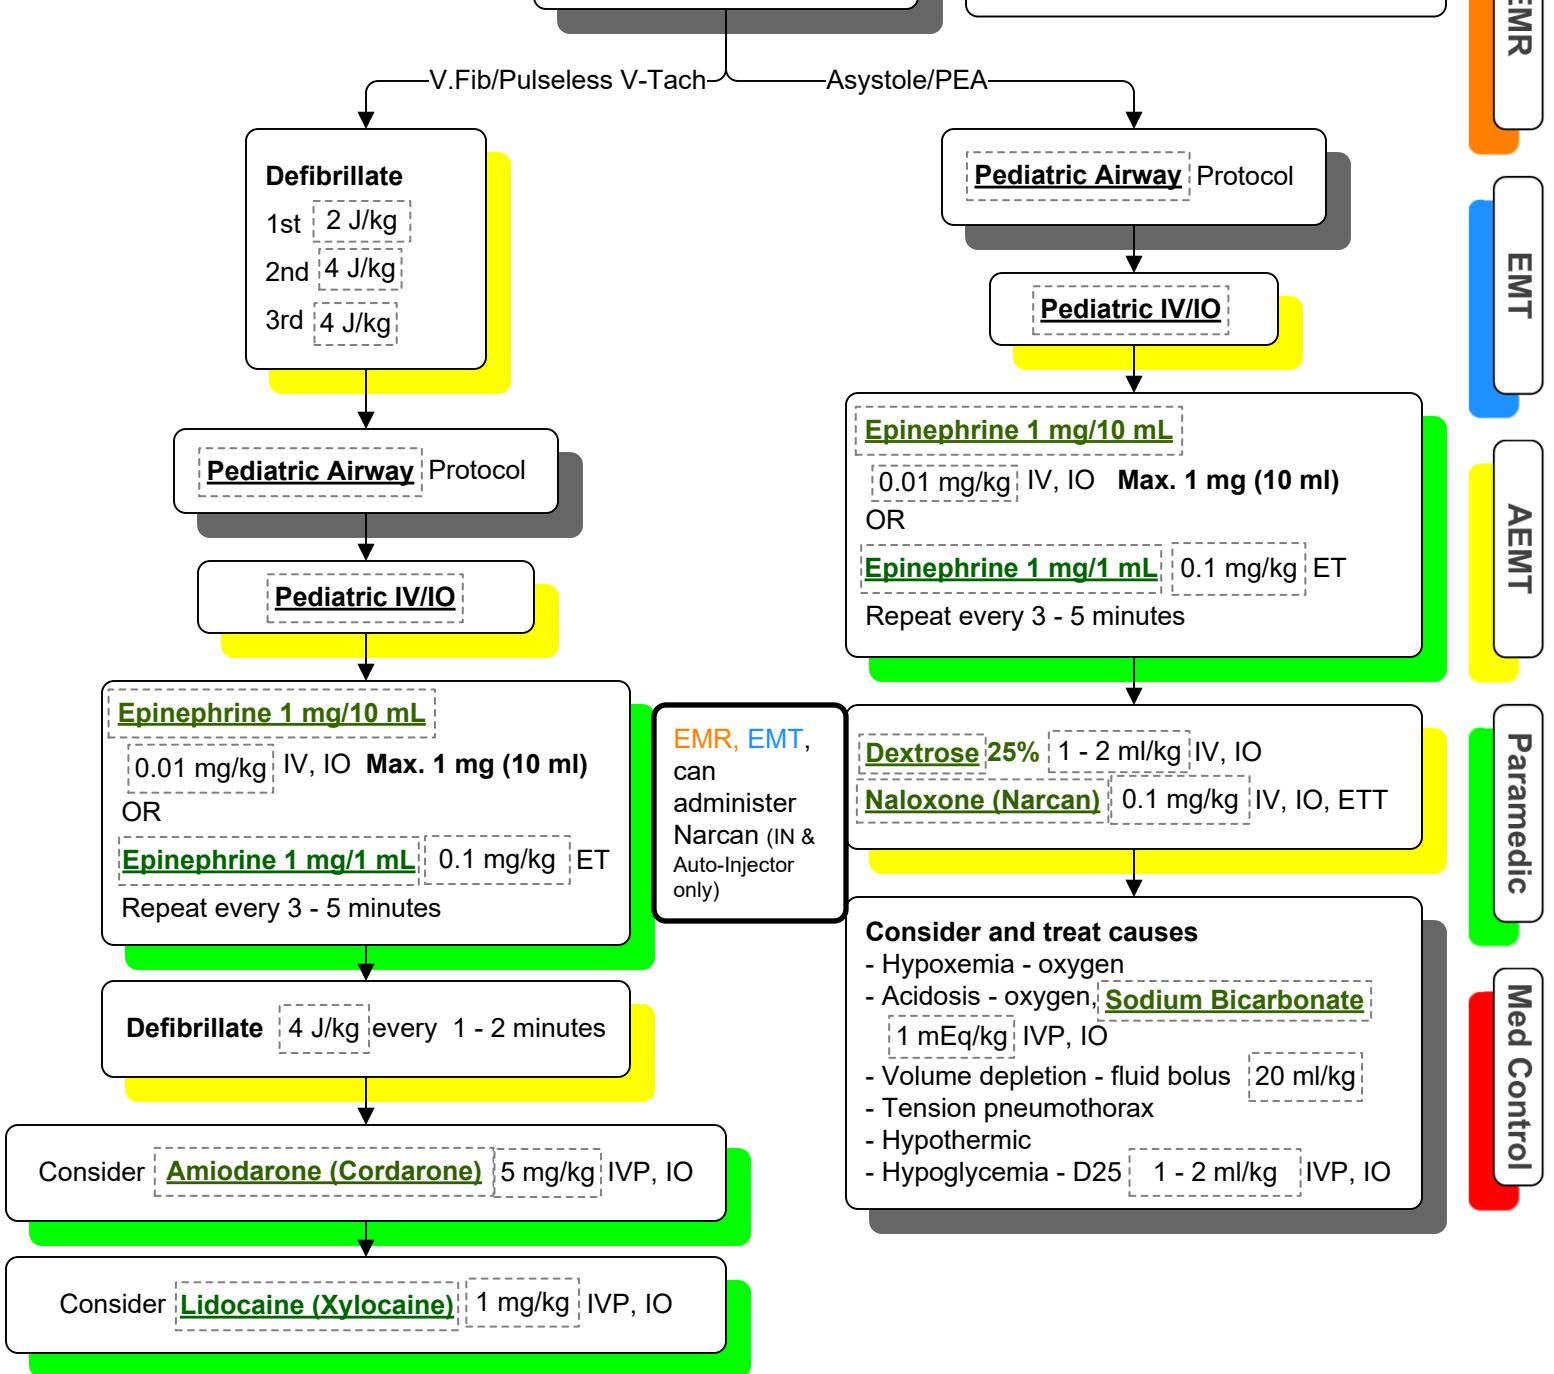 V.Fib/Pulseless V-Tach
Asystole/PEA
Defibrillate
1st 2 J/kg
2nd 4 J/kg
3rd 4 J/kg
Pediatric Airway Protocol
Pediatric IV/IO
Epinephrine 1 mg/10 mL
0.01 mg/kg IV, IO Max. 1 mg (10 ml)
OR
Epinephrine 1 mg/1 mL 0.1 mg/kg ET
Repeat every 3 - 5 minutes
Defibrillate 4 J/kg every 1 - 2 minutes
Consider Amiodarone (Cordarone) 5 mg/kg IVP, IO
Consider Lidocaine (Xylocaine) 1 mg/kg IVP, IO
EMR, EMT,
can
administer
Narcan (IN &
Auto-Injector
only)
Pediatric Airway Protocol
Pediatric IV/IO
Epinephrine 1 mg/10 mL
0.01 mg/kg IV, IO Max. 1 mg (10 ml)
OR
Epinephrine 1 mg/1 mL 0.1 mg/kg ET
Repeat every 3 - 5 minutes
Dextrose 25% 1 - 2 ml/kg IV, IO
Naloxone (Narcan) 0.1 mg/kg IV, IO, ETT
Consider and treat causes
- Hypoxemia - oxygen
- Acidosis - oxygen, Sodium Bicarbonate
1 mEq/kg IVP, IO
- Volume depletion - fluid bolus 20 ml/kg
- Tension pneumothorax
- Hypothermic
- Hypoglycemia - D25 1 - 2 ml/kg IVP, IO
EMR
EMT
AEMT
Paramedic
Med Control